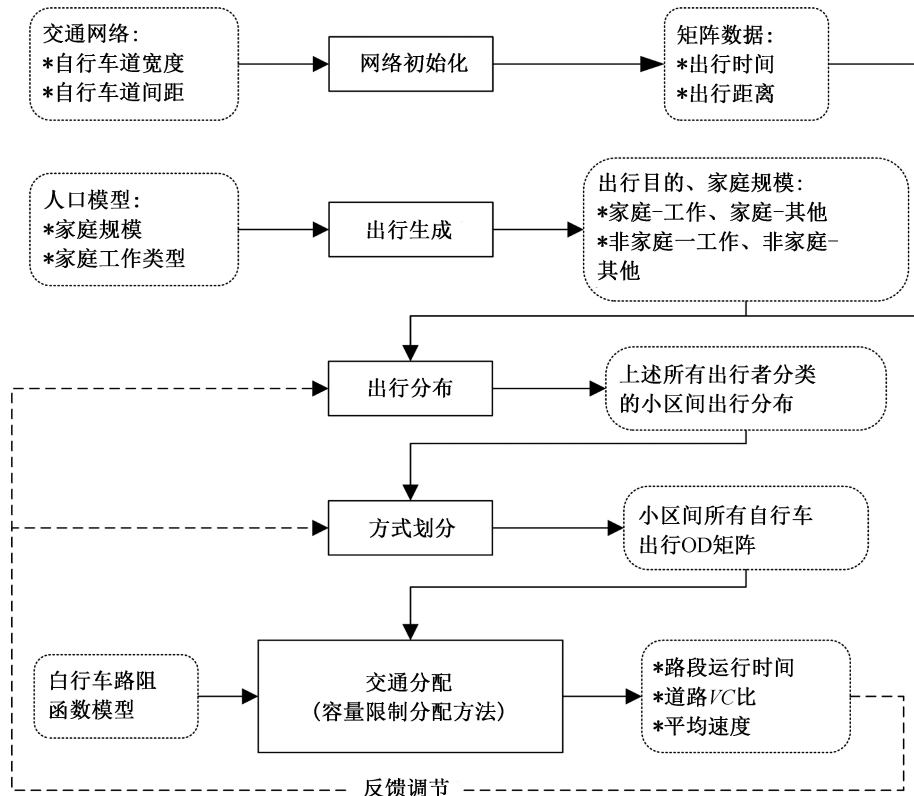 交通网络:
*自行车道宽度
*自行车道间距
网络初始化
矩阵数据:
*出行时间
*出行距离
人口模型:
*家庭规模
*家庭工作类型
出行生成
出行目的、家庭规模:
*家庭-工作、家庭-其他
*非家庭一工作、非家庭-
其他
出行分布
上述所有出行者分类
的小区间出行分布
方式划分
小区间所有自行车
出行OD矩阵
白行车路阻
函数模型
交通分配
(容量限制分配方法)
*路段运行时间
*道路VC比
*平均速度
反馈调节